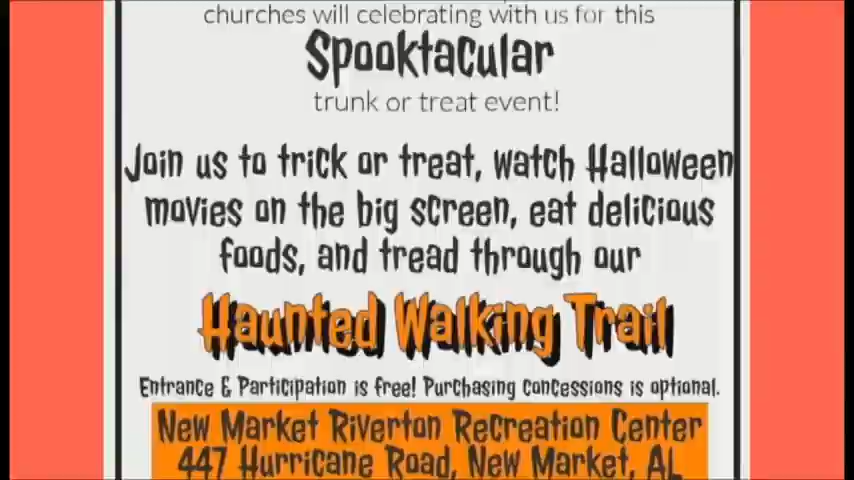 churches will celebrating with us for this
Spooktacular
trunk or treat event!
Join us to trick or treat, watch Halloween
movies on the big screen, eat delicious
foods, and tread through our
Haunted Walking Trail
Entrance & Participation is free! Purchasing concessions is optional.
New Market Riverton Recreation Center
447 Hurricane Road, New Market, AL